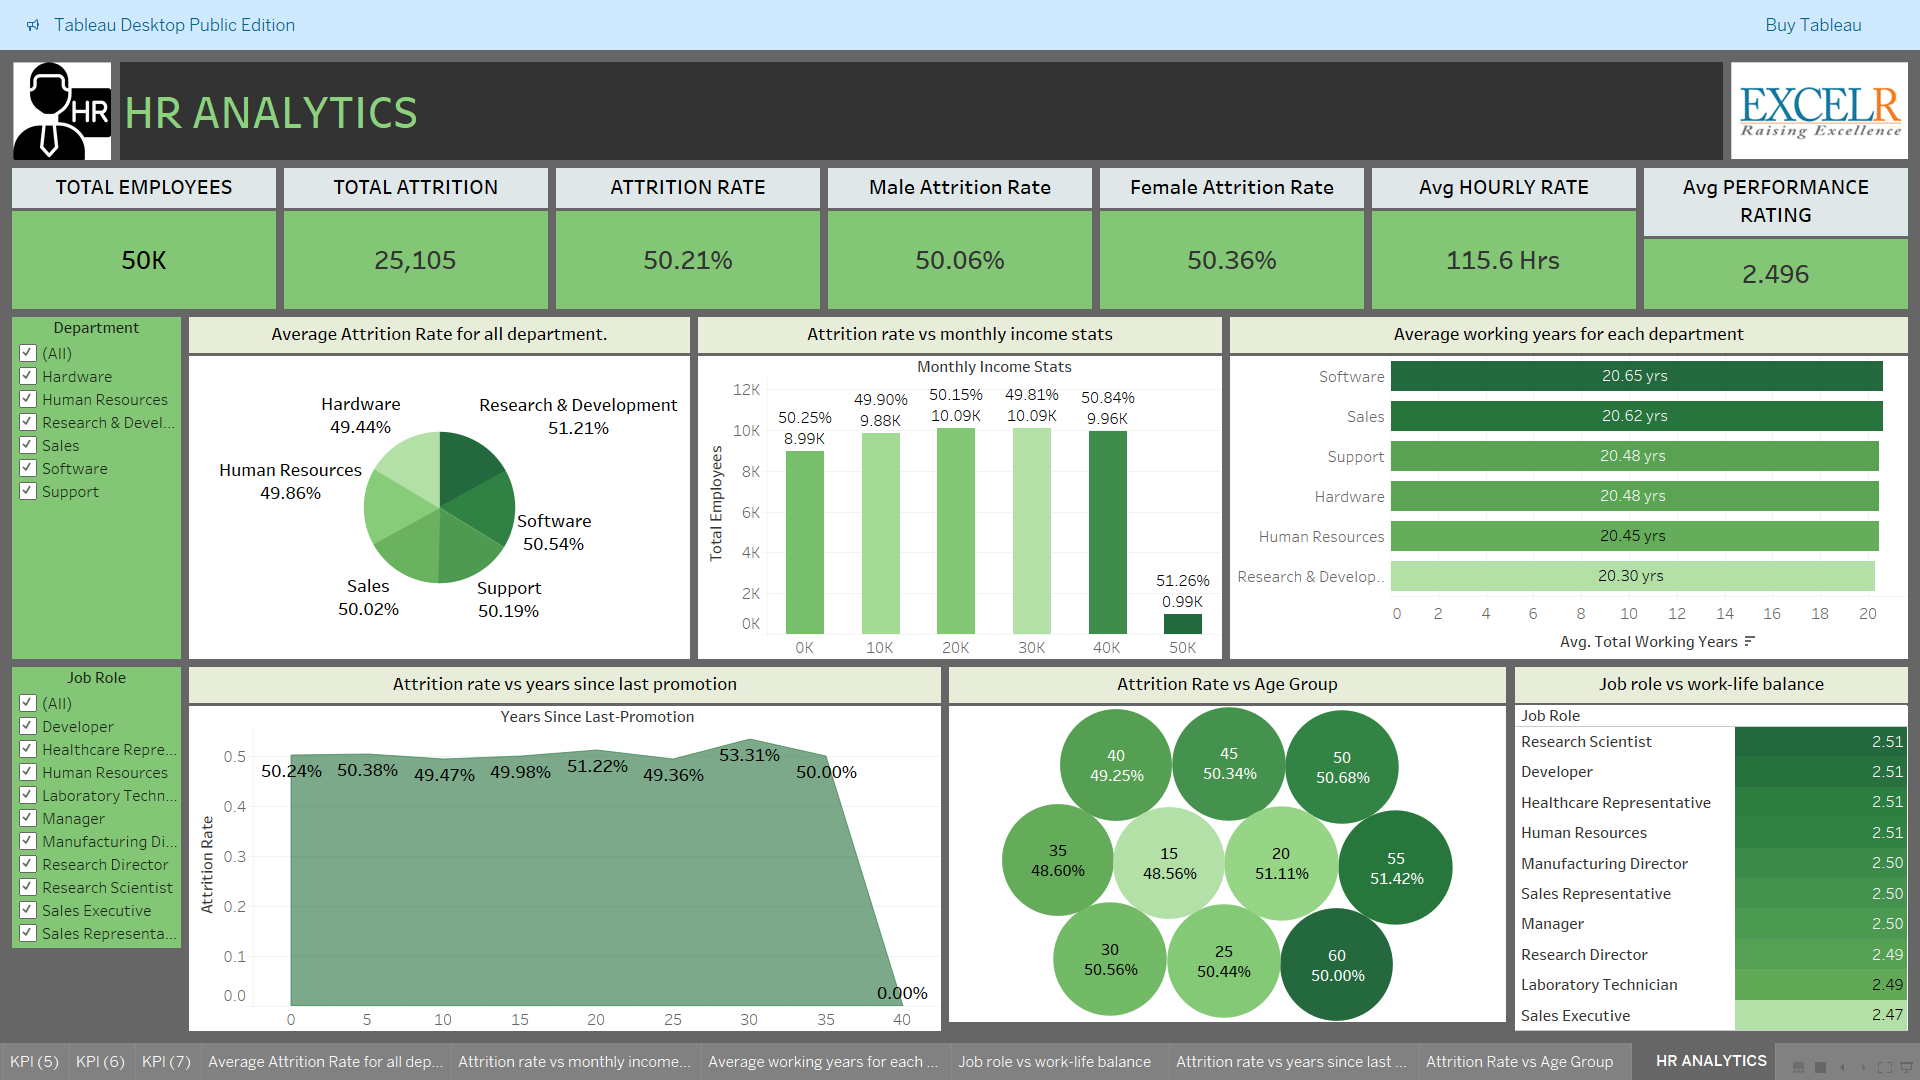 Tableau Desktop Public Edition
Buy Tableau
HR
HR ANALYTICS
EXCELR
Raising Excellence
TOTAL EMPLOYEES
50K
TOTAL ATTRITION
25,105
ATTRITION RATE
50.21%
Male Attrition Rate
50.06%
Female Attrition Rate
50.36%
Avg HOURLY RATE
115.6 Hrs
Avg PERFORMANCE
RATING
2.496
Department
(All)
Hardware
Human Resources
Research & Devel...
Sales
Software
Support
Average Attrition Rate for all department.
Hardware
49.44%
Research & Development
51.21%
Human Resources
49.86%
Software
50.54%
Sales
50.02%
Support
50.19%
Attrition rate vs monthly income stats
Monthly Income Stats
Total Employees
12K
10K
8K
6K
4K
2K
0K
50.25%
8.99K
49.90%
9.88K
50.15%
10.09K
49.81%
10.09K
50.84%
9.96K
51.26%
0.99K
0K
10K
20K
30K
40K
50K
Average working years for each department
Software
20.65 yrs
Sales
20.62 yrs
Support
20.48 yrs
Hardware
20.48 yrs
Human Resources
20.45 yrs
Research & Develop..
20.30 yrs
0
2
4
6
8
10
12
14
16
18
20
Avg. Total Working Years
Job Role
(All)
Developer
Healthcare Repre...
Human Resources
Laboratory Techn...
Manager
Manufacturing Di...
Research Director
Research Scientist
Sales Executive
Sales Representa...
Attrition rate vs years since last promotion
Years Since Last-Promotion
Attrition Rate
0.5
0.4
0.3
0.2
0.1
0.0
50.24%
50.38%
49.47%
49.98%
51.22%
49.36%
53.31%
50.00%
0.00%
0
5
10
15
20
25
30
35
40
Attrition Rate vs Age Group
40
49.25%
45
50.34%
50
50.68%
35
48.60%
15
48.56%
20
51.11%
55
51.42%
30
50.56%
25
50.44%
60
50.00%
Job role vs work-life balance
Job Role
Research Scientist 2.51
Developer 2.51
Healthcare Representative 2.51
Human Resources 2.51
Manufacturing Director 2.50
Sales Representative 2.50
Manager 2.50
Research Director 2.49
Laboratory Technician 2.49
Sales Executive 2.47
KPI (5)
KPI (6)
KPI (7)
Average Attrition Rate for all dep...
Attrition rate vs monthly income...
Average working years for each ...
Job role vs work-life balance
Attrition rate vs years since last ...
Attrition Rate vs Age Group
HR ANALYTICS